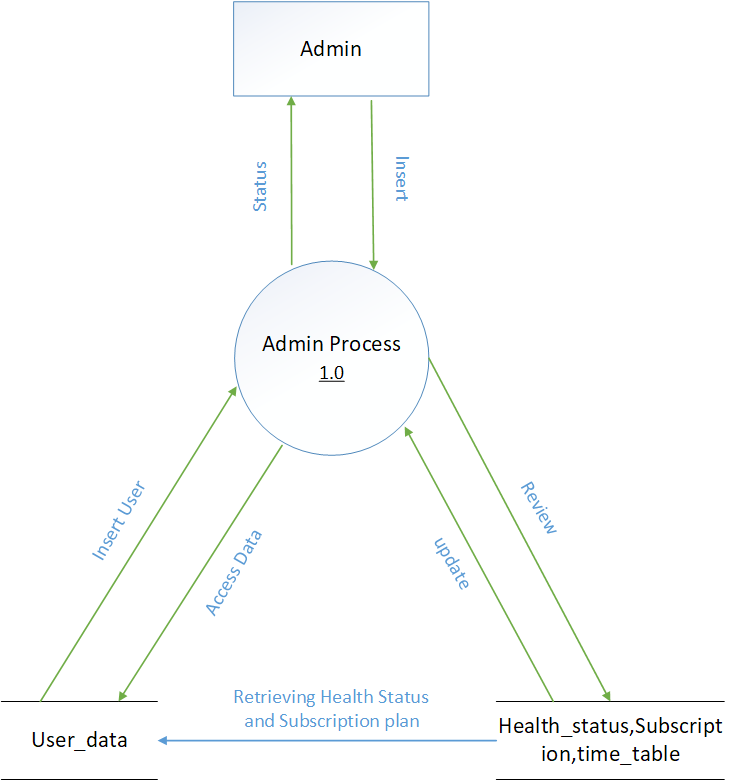 Admin
Status
Insert
Admin Process
1.0
Insert User
Access Data
Review
update
Retrieving Health Status
and Subscription plan
User_data
Health_status,Subscript
ion,time_table